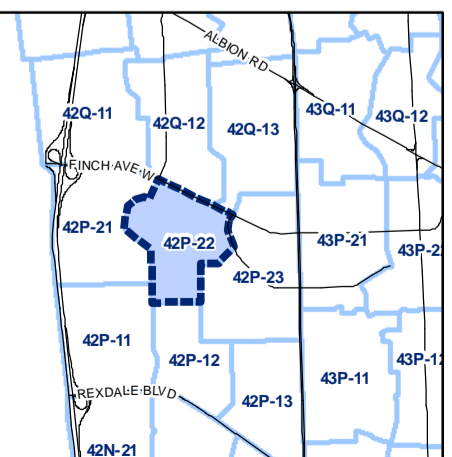 ALBION RD
42Q-11
42Q-12
42Q-13
43Q-11
43Q-12
FINCH AVE W
42P-21
42P-22
42P-23
43P-21
43P-2
42P-11
42P-12
42P-13
43P-11
43P-12
REXDALE BLVD
42N-21